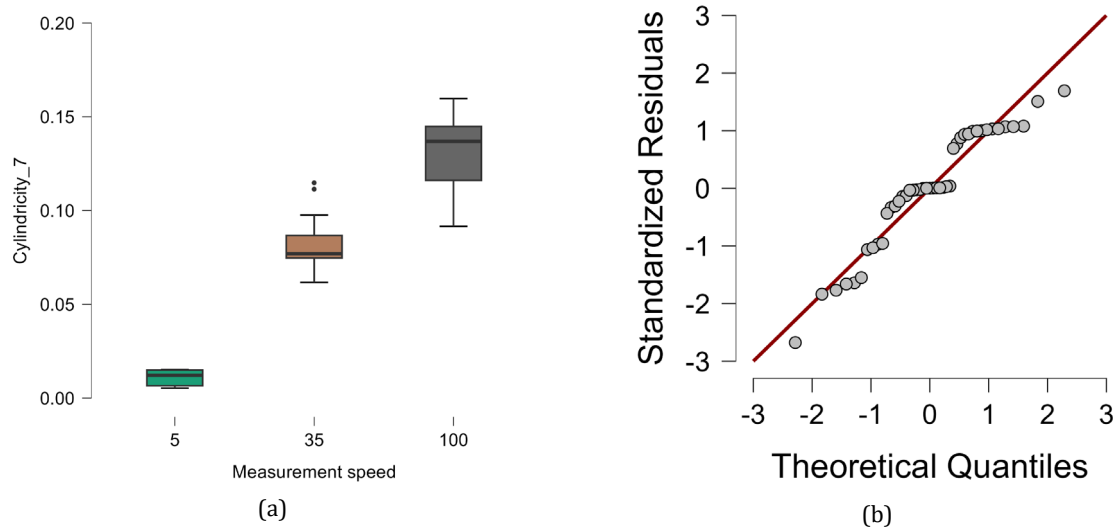 0.20
0.15
0.10
0.05
0.00
Cylindricity_7
5 35 100
Measurement speed
(a)
3
2
1
0
-1
-2
-3
Standardized Residuals
-3 -2 -1 0 1 2 3
Theoretical Quantiles
(b)